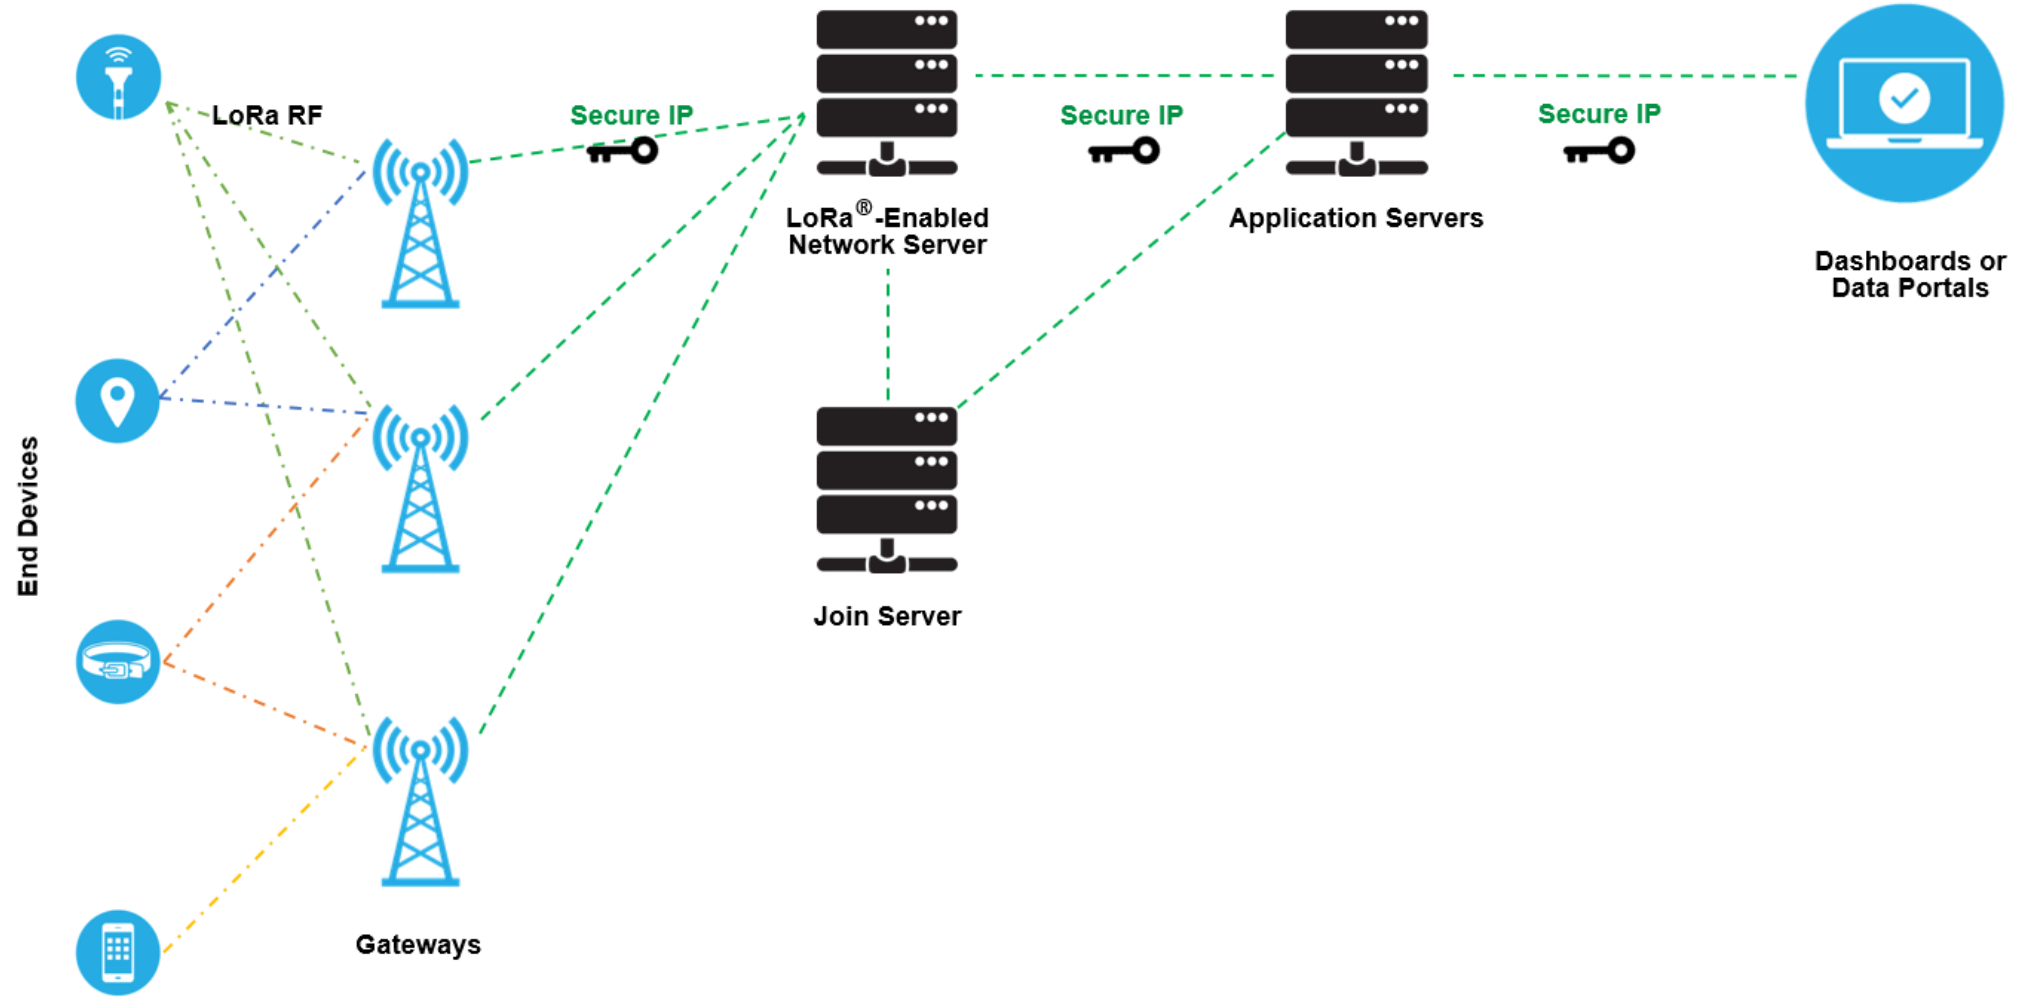 LoRa RF
Secure IP
Secure IP
Secure IP
LoRa®-Enabled
Network Server
Application Servers
Dashboards or
Data Portals
End Devices
Join Server
Gateways